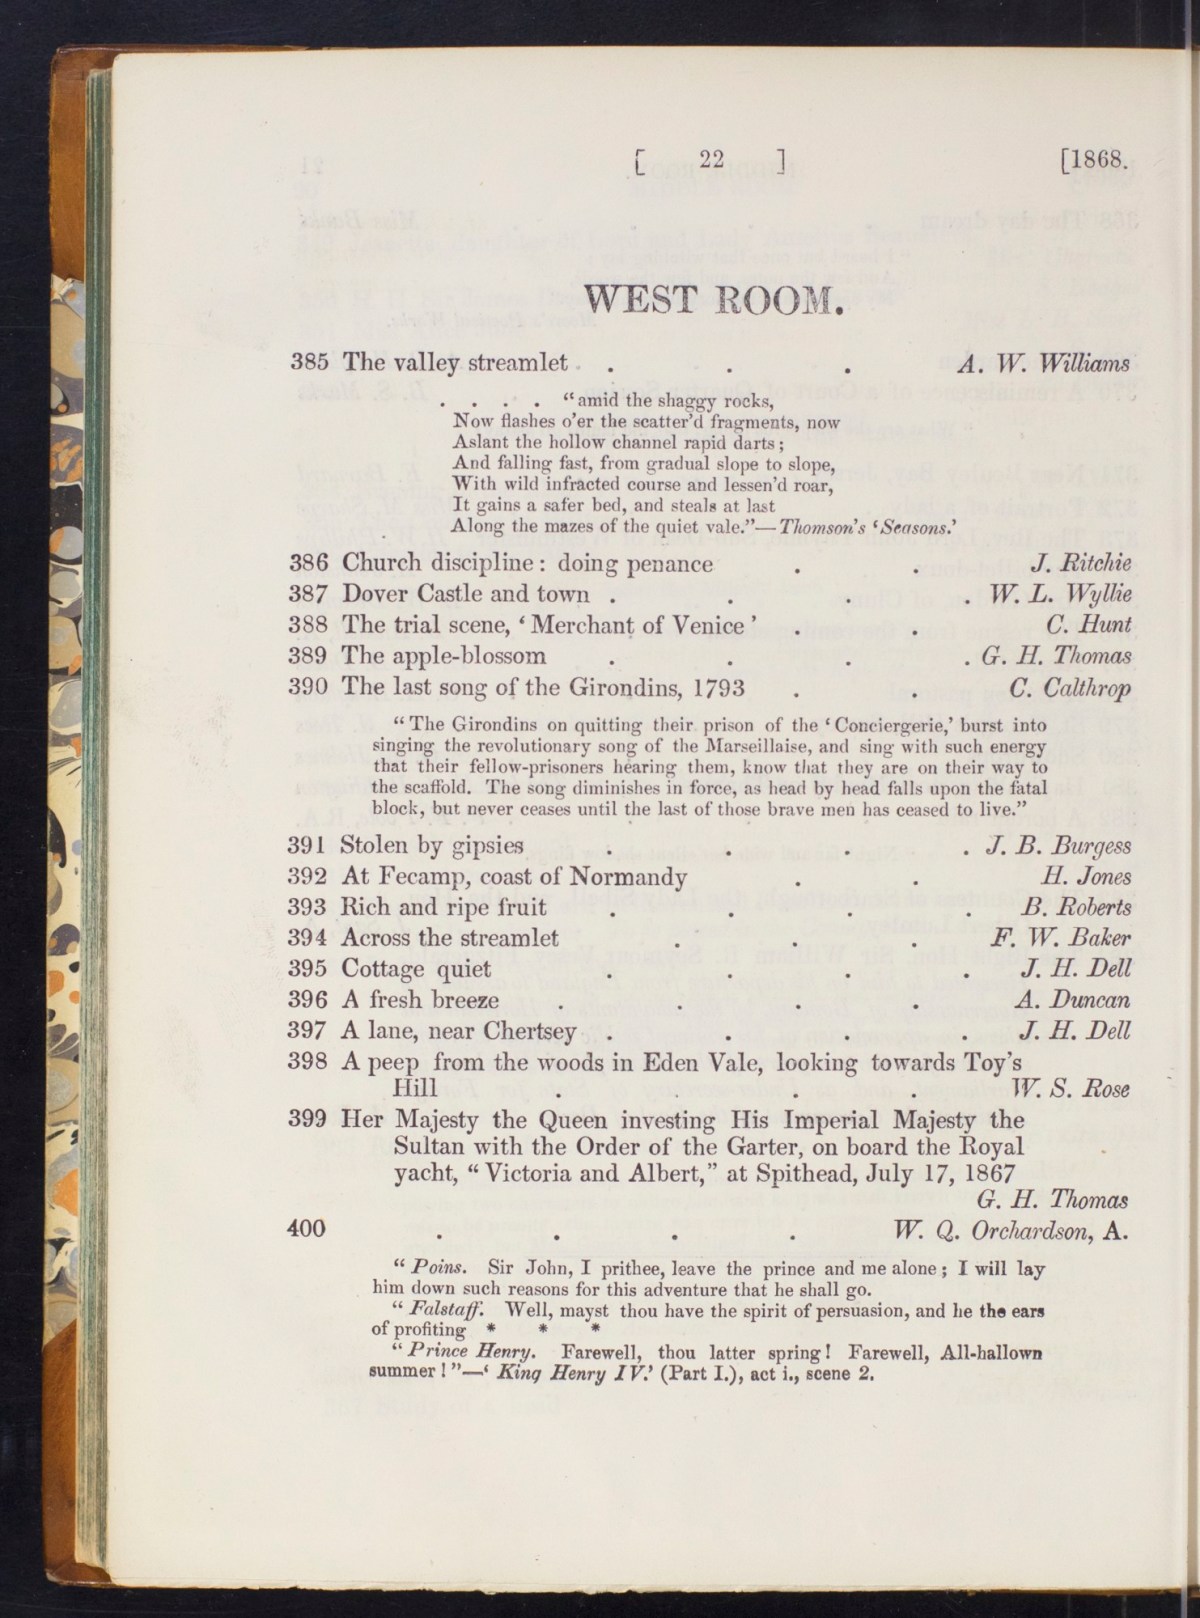 [ 22 ] [1868.
WEST ROOM.
385 The valley streamlet . . . A. W. Williams
. . . . “amid the shaggy rocks,
Now flashes o’er the scatter’d fragments, now
Aslant the hollow channel rapid darts;
And falling fast, from gradual slope to slope,
With wild infracted course and lessen’d roar,
It gains a safer bed, and steals at last
Along the mazes of the quiet vale.”—Thomson’s ‘Seasons.’
386 Church discipline: doing penance . . J. Ritchie
387 Dover Castle and town . . . . W. L. Wyllie
388 The trial scene, ‘Merchant of Venice’ . . C. Hunt
389 The apple-blossom . . . . G. H. Thomas
390 The last song of the Girondins, 1793 . . C. Calthrop
“The Girondins on quitting their prison of the ‘Conciergerie,’ burst into
singing the revolutionary song of the Marseillaise, and sing with such energy
that their fellow-prisoners hearing them, know that they are on their way to
the scaffold. The song diminishes in force, as head by head falls upon the fatal
block, but never ceases until the last of those brave men has ceased to live.”
391 Stolen by gipsies . . . . J. B. Burgess
392 At Fecamp, coast of Normandy . . H. Jones
393 Rich and ripe fruit . . . . B. Roberts
394 Across the streamlet . . . F. W. Baker
395 Cottage quiet . . . . J. H. Dell
396 A fresh breeze . . . . A. Duncan
397 A lane, near Chertsey . . . . J. H. Dell
398 A peep from the woods in Eden Vale, looking towards Toy’s
Hill . . . . W. S. Rose
399 Her Majesty the Queen investing His Imperial Majesty the
Sultan with the Order of the Garter, on board the Royal
yacht, “Victoria and Albert,” at Spithead, July 17, 1867
G. H. Thomas
400 . . . . W. Q. Orchardson, A.
“Poins. Sir John, I prithee, leave the prince and me alone; I will lay
him down such reasons for this adventure that he shall go.
“Falstaff. Well, mayst thou have the spirit of persuasion, and he the ears
of profiting * * *
“Prince Henry. Farewell, thou latter spring! Farewell, All-hallown
summer!”—‘King Henry IV.’ (Part I.), act i., scene 2.